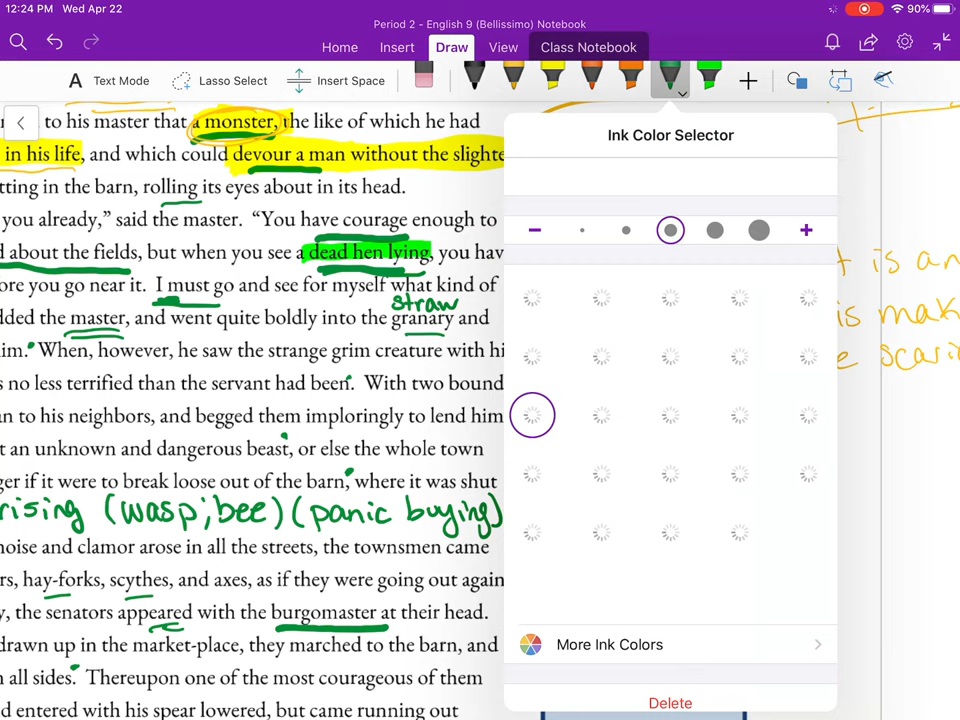 12:24 PM Wed Apr 22
90%
Period 2 - English 9 (Bellissimo) Notebook
Home Insert Draw View Class Notebook
Text Mode Lasso Select Insert Space
to his master that a monster, the like of which he had
in his life, and which could devour a man without the slighte
tting in the barn, rolling its eyes about in its head.
you already,” said the master. “You have courage enough to
d about the fields, but when you see a dead hen lying, you hav
ore you go near it. I must go and see for myself what kind of
straw
dded the master, and went quite boldly into the granary and
im. When, however, he saw the strange grim creature with hi
s no less terrified than the servant had been. With two bound
an to his neighbors, and begged them imploringly to lend him
t an unknown and dangerous beast, or else the whole town
ger if it were to break loose out of the barn, where it was shut
rising (wasp; bee) (panic buying)
noise and clamor arose in all the streets, the townsmen came
rs, hay-forks, scythes, and axes, as if they were going out again
y, the senators appeared with the burgomaster at their head.
drawn up in the market-place, they marched to the barn, and
n all sides. Thereupon one of the most courageous of them
d entered with his spear lowered, but came running out
Ink Color Selector
More Ink Colors
Delete
t is an
is mak
e scari